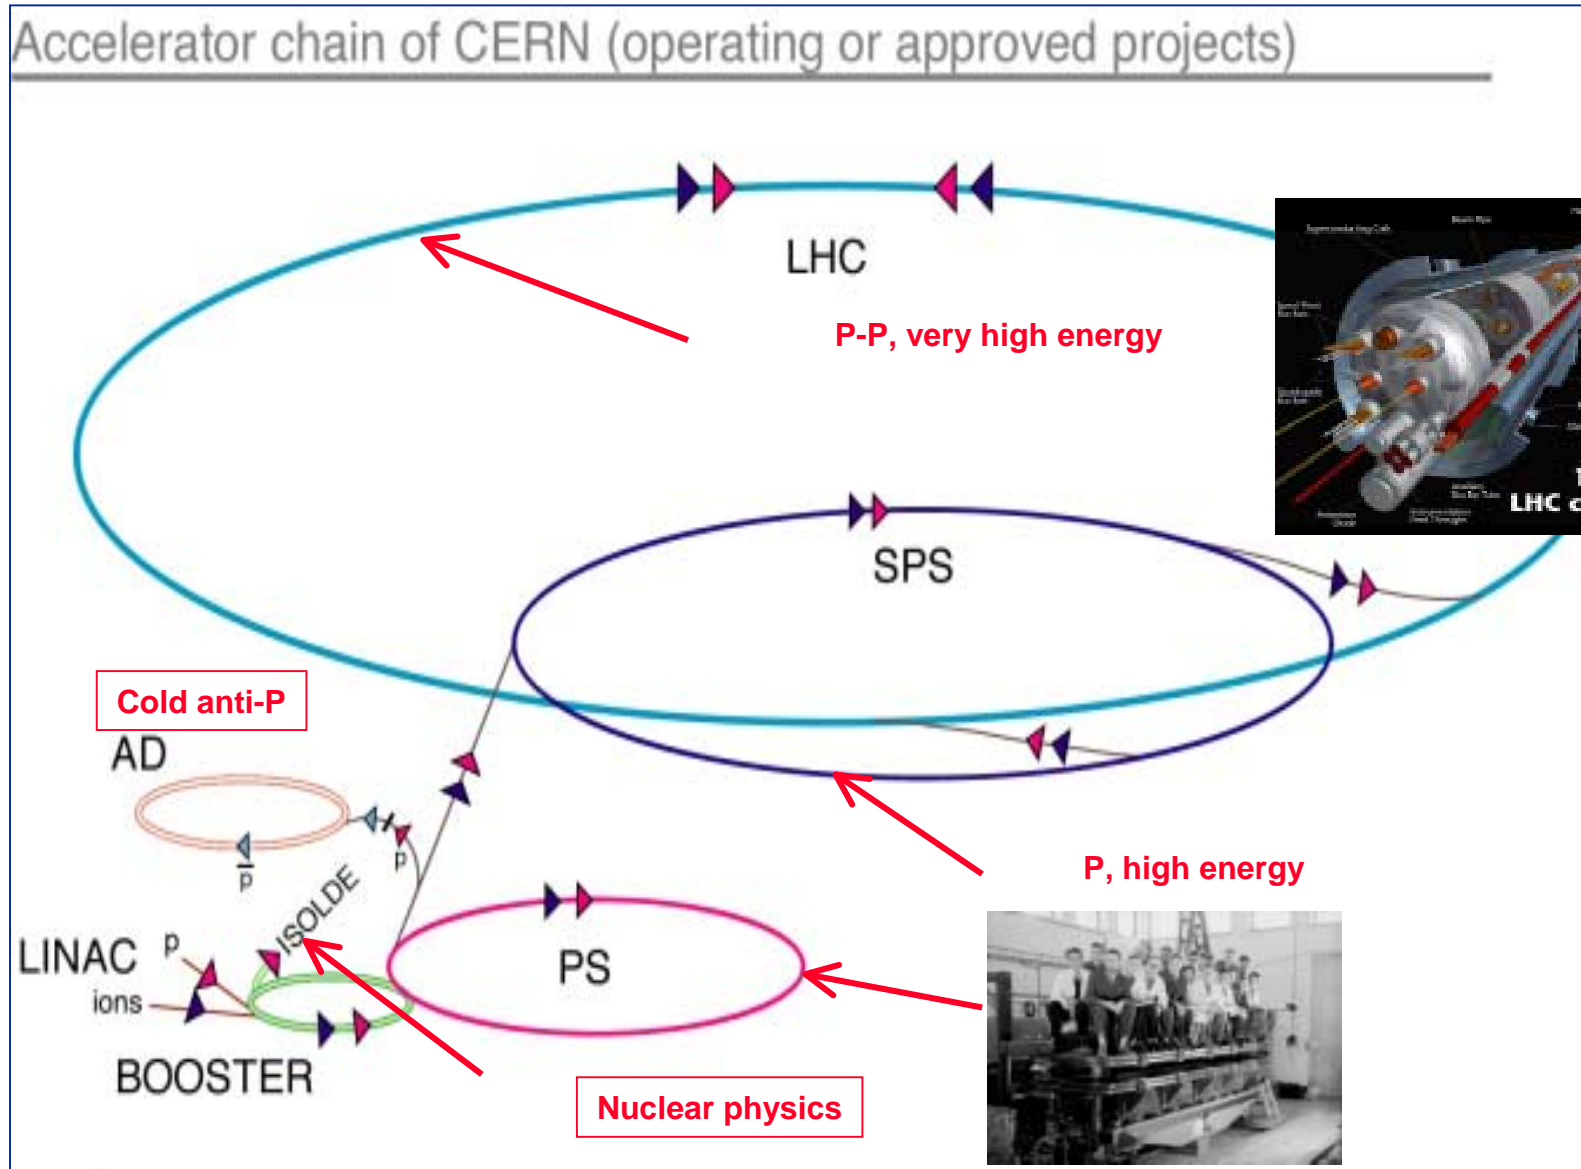 Accelerator chain of CERN (operating or approved projects)
LHC
P-P, very high energy
LHC c
SPS
Cold anti-P
AD
p
p
P, high energy
ISOLDE
LINAC
p
ions
PS
BOOSTER
Nuclear physics